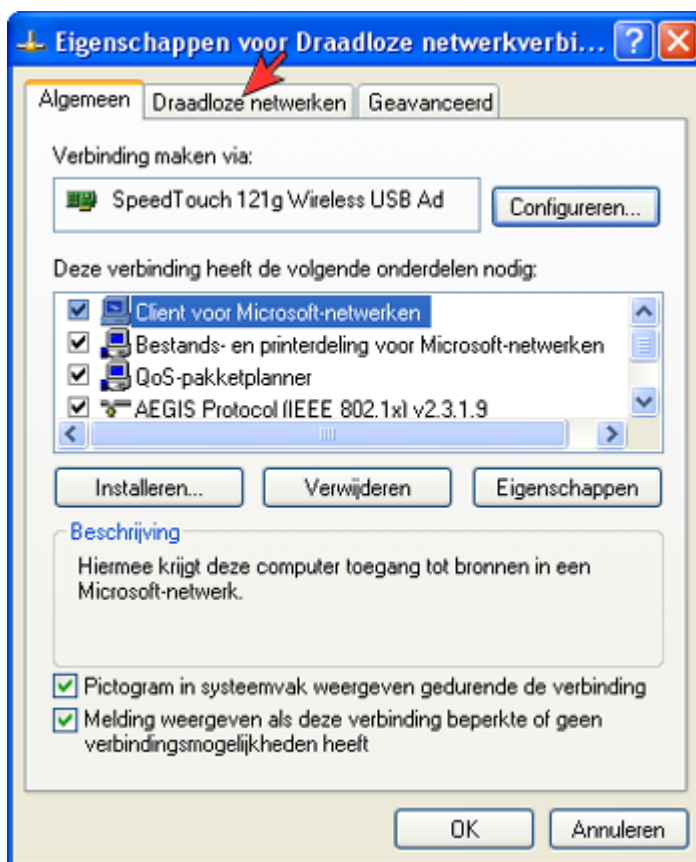 Eigenschappen voor Draadloze netwerkverbi...
Algemeen
Draadloze netwerken
Geavanceerd
Verbinding maken via:
SpeedTouch 121g Wireless USB Ad
Configureren...
Deze verbinding heeft de volgende onderdelen nodig:
Client voor Microsoft-netwerken
Bestands- en printerdeling voor Microsoft-netwerken
QoS-pakketplanner
AEGIS Protocol (IEEE 802.1x) v2.3.1.9
Installeren...
Verwijderen
Eigenschappen
Beschrijving
Hiermee krijgt deze computer toegang tot bronnen in een
Microsoft-netwerk.
Pictogram in systeemvak weergeven gedurende de verbinding
Melding weergeven als deze verbinding beperkte of geen
verbindingsmogelijkheden heeft
OK
Annuleren